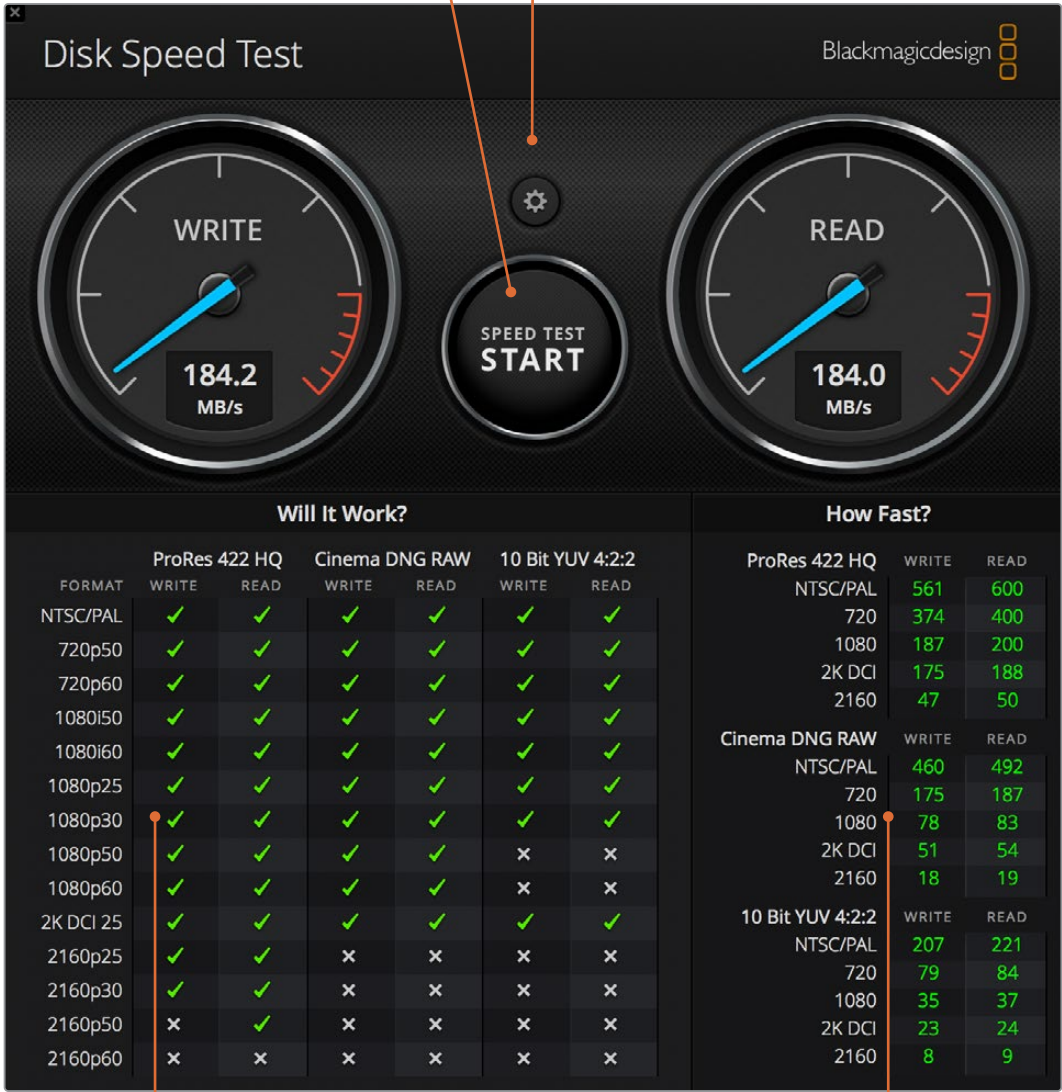 Disk Speed Test
Blackmagicdesign
WRITE
184.2
MB/s
SPEED TEST
START
READ
184.0
MB/s
Will It Work?
ProRes 422 HQ Cinema DNG RAW 10 Bit YUV 4:2:2
FORMAT WRITE READ WRITE READ WRITE READ
NTSC/PAL ✓ ✓ ✓ ✓ ✓ ✓
720p50 ✓ ✓ ✓ ✓ ✓ ✓
720p60 ✓ ✓ ✓ ✓ ✓ ✓
1080i50 ✓ ✓ ✓ ✓ ✓ ✓
1080i60 ✓ ✓ ✓ ✓ ✓ ✓
1080p25 ✓ ✓ ✓ ✓ ✓ ✓
1080p30 ✓ ✓ ✓ ✓ ✓ ✓
1080p50 ✓ ✓ ✓ ✓ × ×
1080p60 ✓ ✓ ✓ ✓ × ×
2K DCI 25 ✓ ✓ ✓ ✓ ✓ ✓
2160p25 ✓ ✓ × × × ×
2160p30 ✓ ✓ × × × ×
2160p50 × ✓ × × × ×
2160p60 × × × × × ×
How Fast?
ProRes 422 HQ WRITE READ
NTSC/PAL 561 600
720 374 400
1080 187 200
2K DCI 175 188
2160 47 50
Cinema DNG RAW WRITE READ
NTSC/PAL 460 492
720 175 187
1080 78 83
2K DCI 51 54
2160 18 19
10 Bit YUV 4:2:2 WRITE READ
NTSC/PAL 207 221
720 79 84
1080 35 37
2K DCI 23 24
2160 8 9